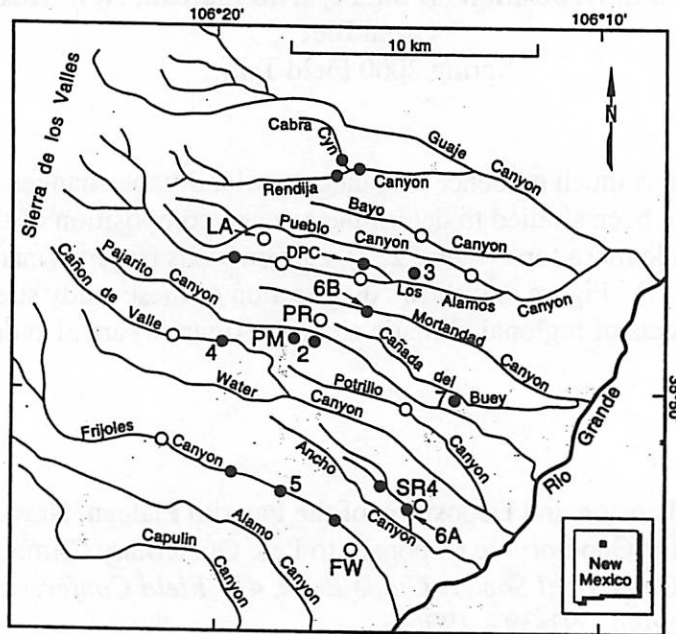 106°20'
106°10'
10 km
N
Sierra de los Valles
Cabra
Cyn
Guaje
Canyon
Rendija
Canyon
Bayo
Canyon
Pueblo
Canyon
LA
DPC
3
Los Alamos
Canyon
6B
Mortandad
Canyon
Pajarito
Canyon
Cañon de Valle
PR
PM
2
4
Cañada del
Buey
7
Water
Canyon
Potrillo
Canyon
Rio
Grande
Frijoles
Canyon
5
Ancho
Canyon
SR4
6A
Alamo
Canyon
FW
Capulin
Canyon
New
Mexico